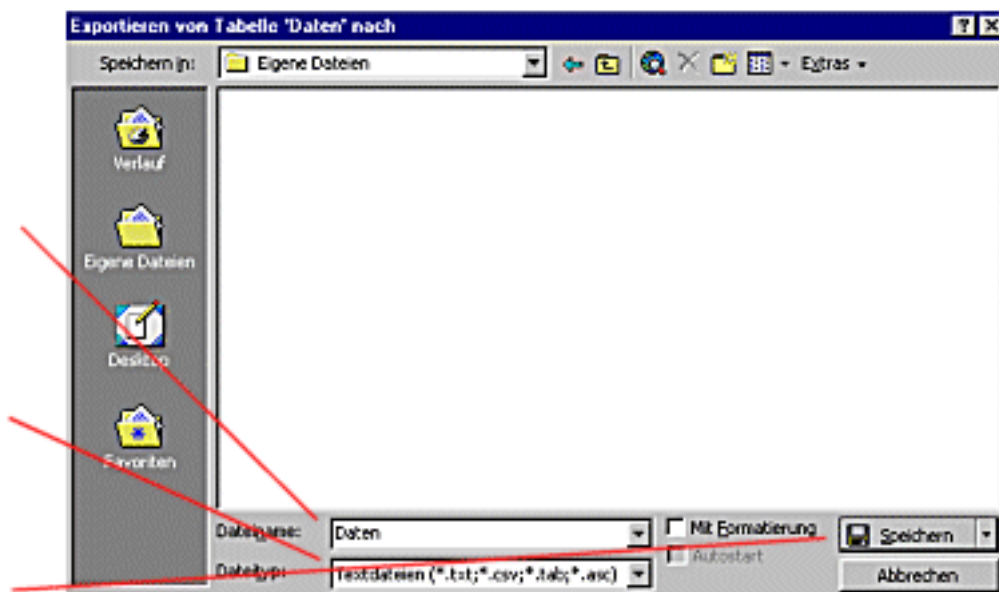 Exportieren von Tabelle 'Daten' nach
Speichern in: Eigene Dateien Extras
Verlauf
Eigene Dateien
Desktop
Favoriten
Dateiname: Daten Mit Formatierung Speichern
Dateityp: Textdateien (*.txt;*.csv;*.tab;*.asc) Autostart Abbrechen